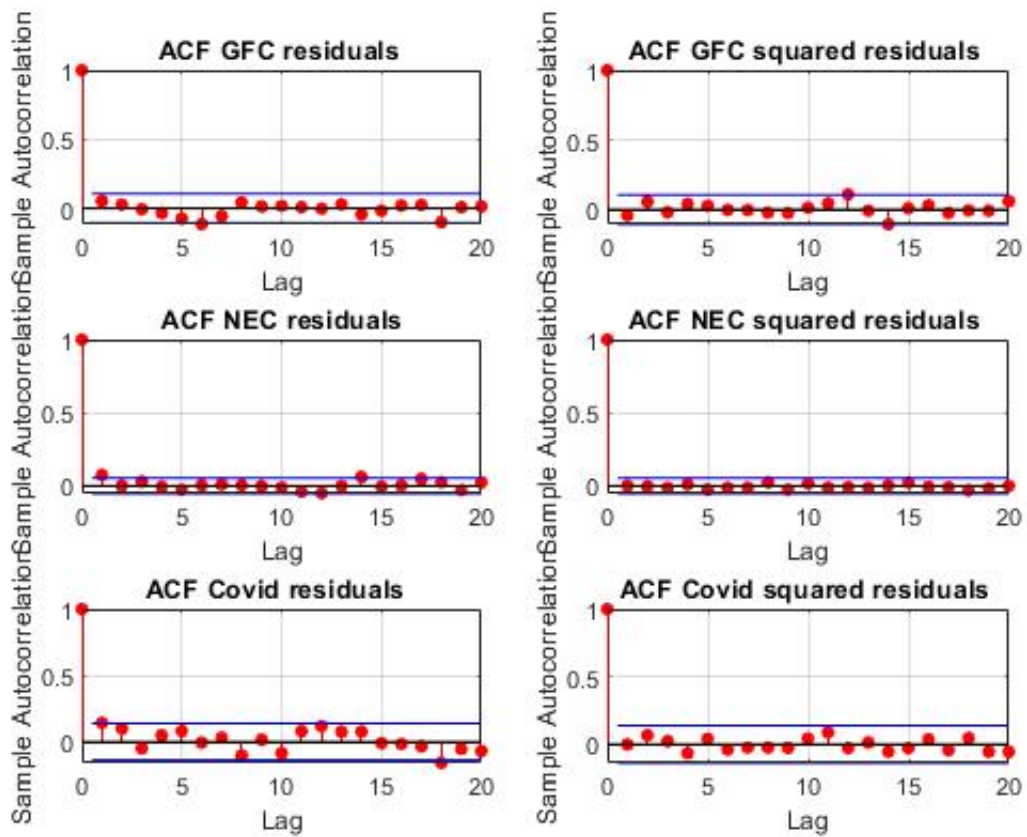 ACF GFC residuals
Sample Autocorrelation
1
0.5
0
0 5 10 15 20
Lag
ACF GFC squared residuals
Sample Autocorrelation
1
0.5
0
0 5 10 15 20
Lag
ACF NEC residuals
Sample Autocorrelation
1
0.5
0
0 5 10 15 20
Lag
ACF NEC squared residuals
Sample Autocorrelation
1
0.5
0
0 5 10 15 20
Lag
ACF Covid residuals
Sample Autocorrelation
1
0.5
0
0 5 10 15 20
Lag
ACF Covid squared residuals
Sample Autocorrelation
1
0.5
0
0 5 10 15 20
Lag